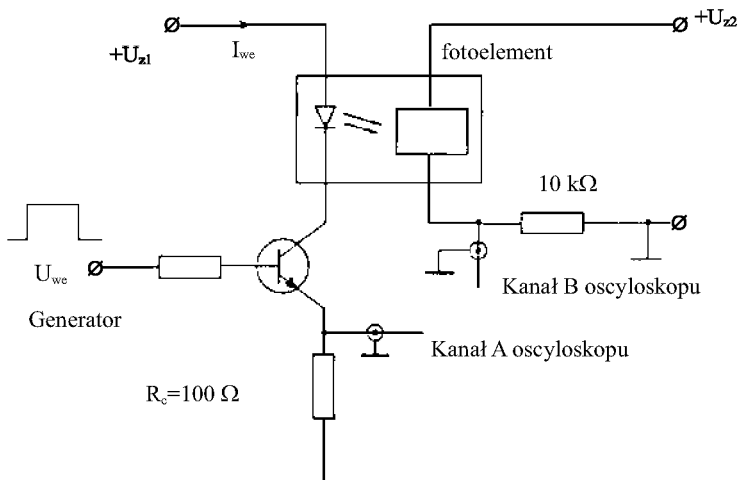 +U_z1
I_we
+U_z2
fotoelement
10 kΩ
U_we
Generator
Kanał B oscyloskopu
Kanał A oscyloskopu
R_c=100 Ω